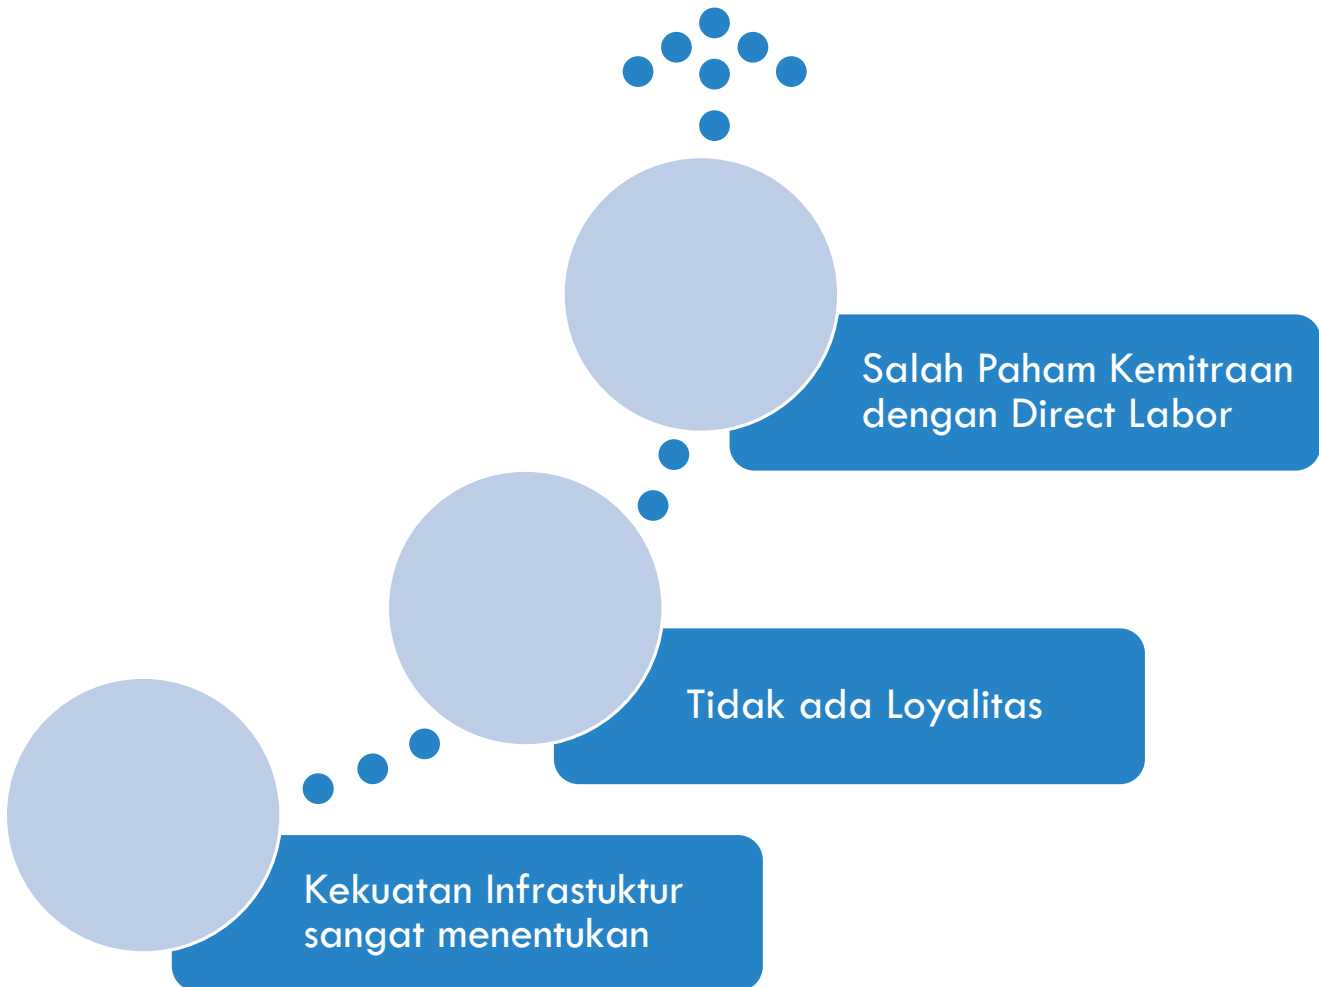 Salah Paham Kemitraan
dengan Direct Labor
Tidak ada Loyalitas
Kekuatan Infrastuktur
sangat menentukan